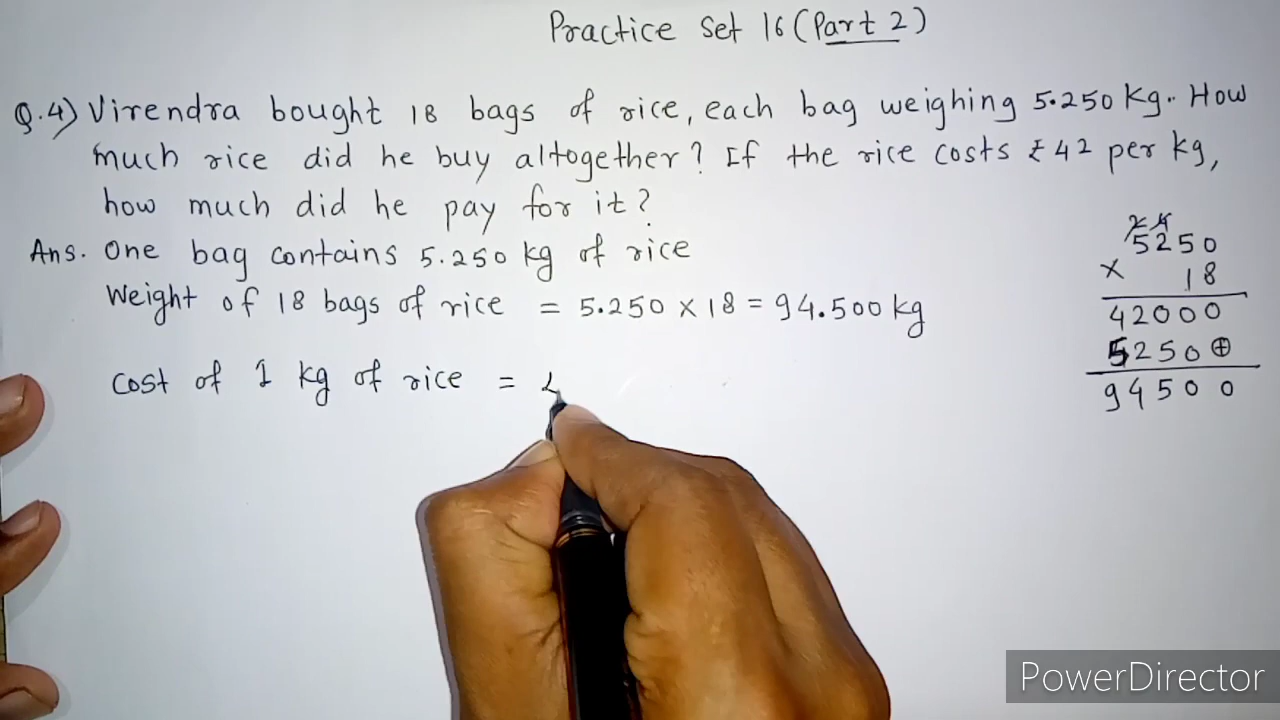 Practice Set 16 (Part 2)
Q.4) Virendra bought 18 bags of rice, each bag weighing 5.250 kg. How
much rice did he buy altogether? If the rice costs ₹42 per kg,
how much did he pay for it?
Ans. One bag contains 5.250 kg of rice
Weight of 18 bags of rice = 5.250 × 18 = 94.500 kg
Cost of 1 kg of rice =
2 4
5250
× 18
42000
5250+
94500
PowerDirector